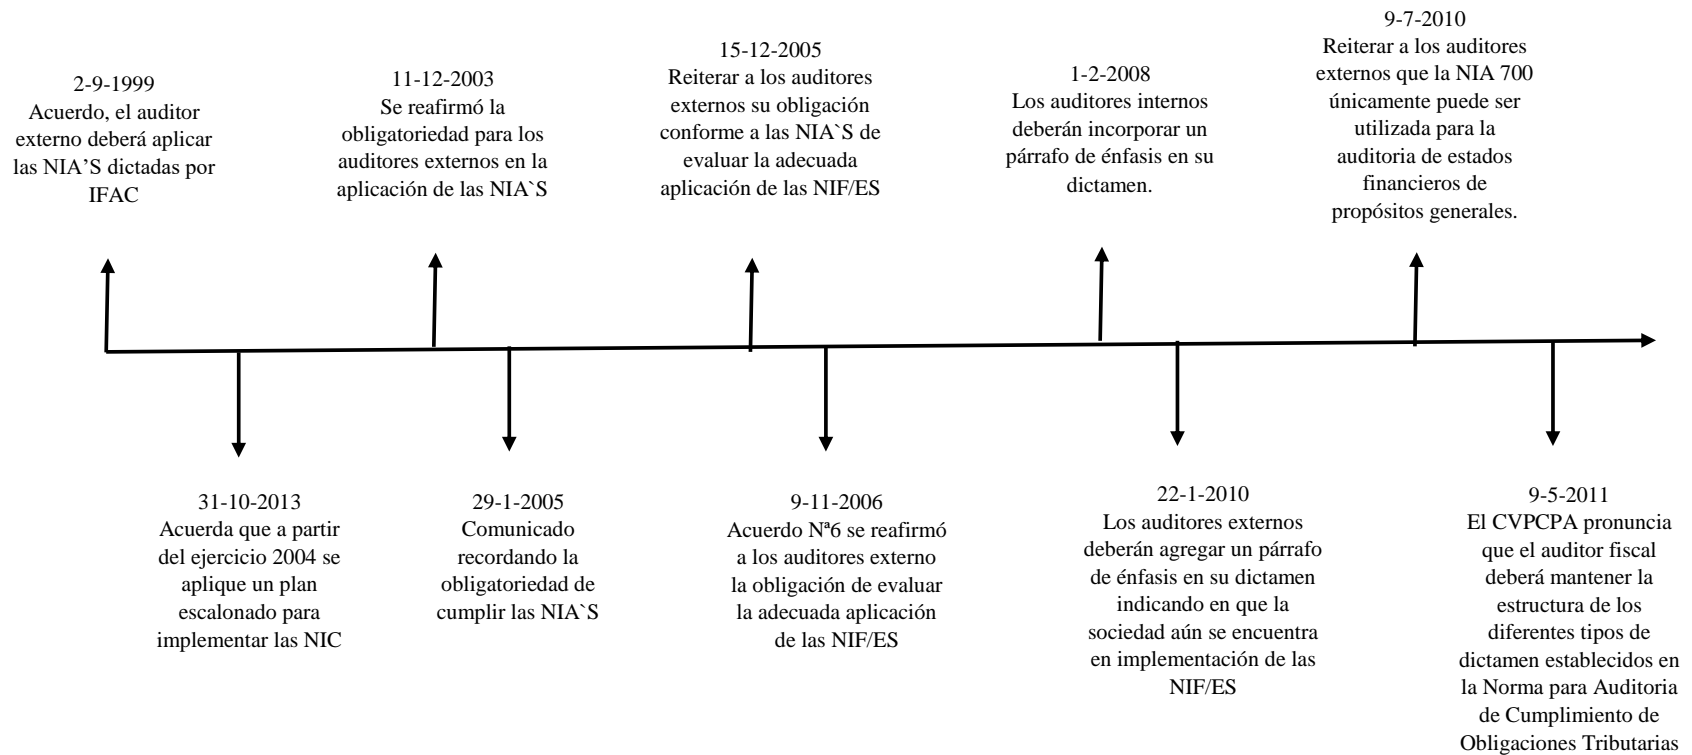 2-9-1999
Acuerdo, el auditor
externo deberá aplicar
las NIA’S dictadas por
IFAC
11-12-2003
Se reafirmó la
obligatoriedad para los
auditores externos en la
aplicación de las NIA`S
15-12-2005
Reiterar a los auditores
externos su obligación
conforme a las NIA`S de
evaluar la adecuada
aplicación de las NIF/ES
1-2-2008
Los auditores internos
deberán incorporar un
párrafo de énfasis en su
dictamen.
9-7-2010
Reiterar a los auditores
externos que la NIA 700
únicamente puede ser
utilizada para la
auditoria de estados
financieros de
propósitos generales.
31-10-2013
Acuerda que a partir
del ejercicio 2004 se
aplique un plan
escalonado para
implementar las NIC
29-1-2005
Comunicado
recordando la
obligatoriedad de
cumplir las NIA`S
9-11-2006
Acuerdo Nª6 se reafirmó
a los auditores externo
la obligación de evaluar
la adecuada aplicación
de las NIF/ES
22-1-2010
Los auditores externos
deberán agregar un párrafo
de énfasis en su dictamen
indicando en que la
sociedad aún se encuentra
en implementación de las
NIF/ES
9-5-2011
El CVPCPA pronuncia
que el auditor fiscal
deberá mantener la
estructura de los
diferentes tipos de
dictamen establecidos en
la Norma para Auditoria
de Cumplimiento de
Obligaciones Tributarias